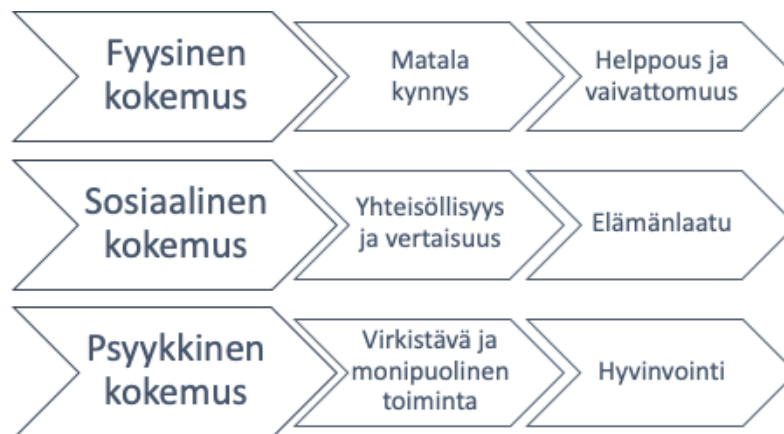 Fyysinen
kokemus
Matala
kynnys
Helppous ja
vaivattomuus
Sosiaalinen
kokemus
Yhteisöllisyys
ja vertaisuus
Elämänlaatu
Psyykkinen
kokemus
Virkistävä ja
monipuolinen
toiminta
Hyvinvointi